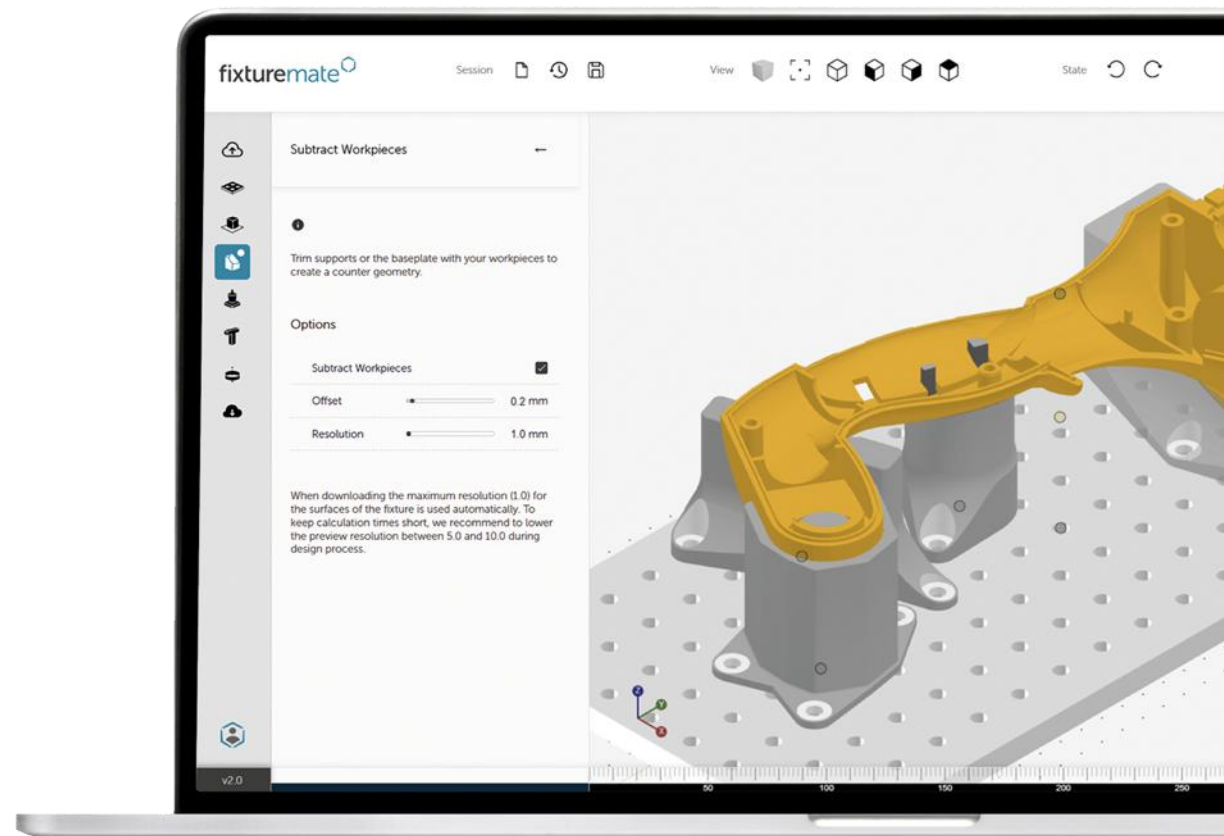 fixturemate
Session
View
State
Subtract Workpieces
Trim supports or the baseplate with your workpieces to
create a counter geometry.
Options
Subtract Workpieces
Offset 0.2 mm
Resolution 1.0 mm
When downloading the maximum resolution (1.0) for
the surfaces of the fixture is used automatically. To
keep calculation times short, we recommend to lower
the preview resolution between 5.0 and 10.0 during
design process.
Z
Y
X
v2.0
50 100 150 200 250